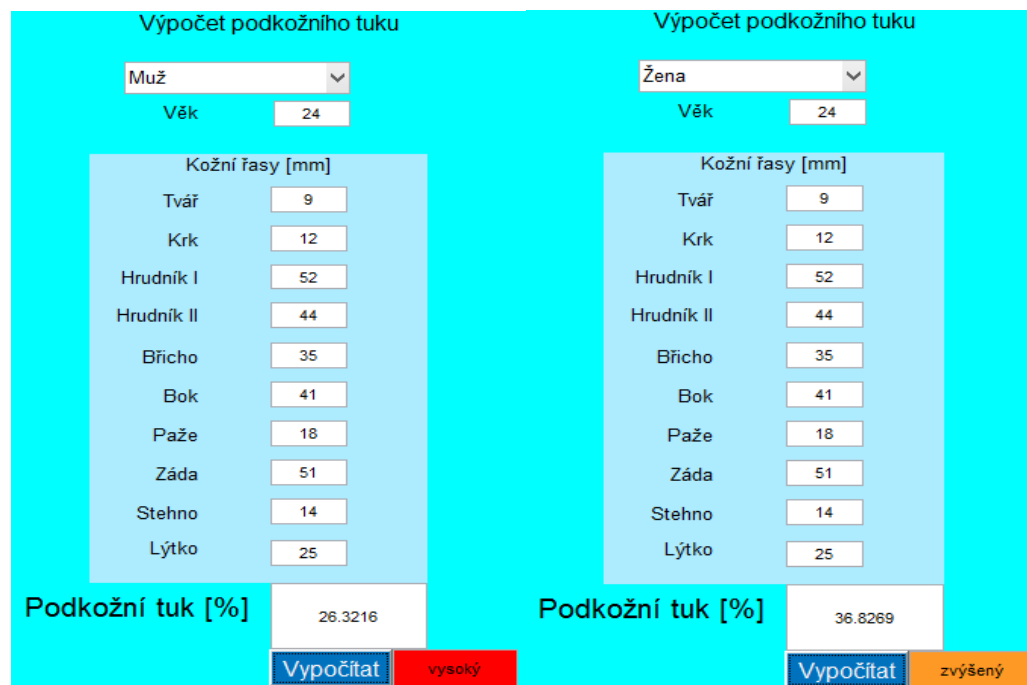 Výpočet podkožního tuku
Muž
Věk 24
Kožní řasy [mm]
Tvář 9
Krk 12
Hrudník I 52
Hrudník II 44
Břicho 35
Bok 41
Paže 18
Záda 51
Stehno 14
Lýtko 25
Podkožní tuk [%] 26.3216
Vypočítat vysoký
Výpočet podkožního tuku
Žena
Věk 24
Kožní řasy [mm]
Tvář 9
Krk 12
Hrudník I 52
Hrudník II 44
Břicho 35
Bok 41
Paže 18
Záda 51
Stehno 14
Lýtko 25
Podkožní tuk [%] 36.8269
Vypočítat zvýšený